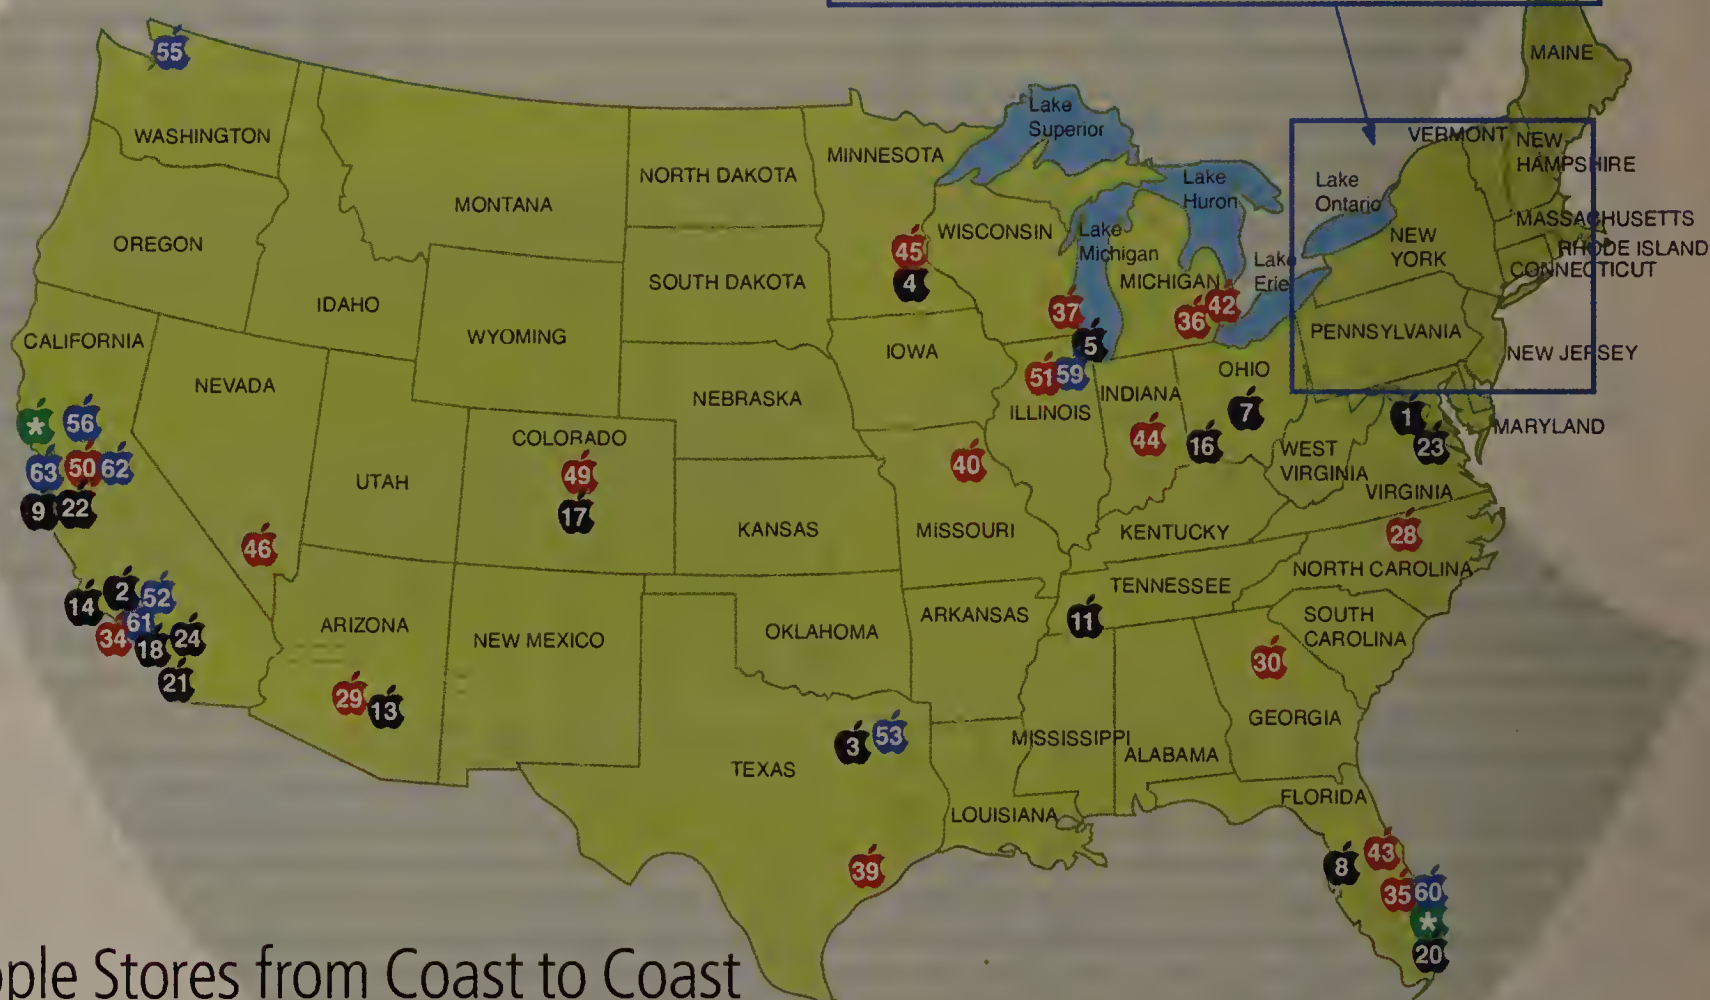 55
WASHINGTON
MONTANA
NORTH DAKOTA
MINNESOTA
Lake
Superior
MAINE
VERMONT
NEW
HAMPSHIRE
Lake
Huron
Lake
Ontario
MASSACHUSETTS
RHODE ISLAND
CONNECTICUT
NEW
YORK
OREGON
IDAHO
WYOMING
SOUTH DAKOTA
45
4
WISCONSIN
Lake
Michigan
MICHIGAN
Lake
Erie
37
36
42
5
PENNSYLVANIA
NEW JERSEY
CALIFORNIA
NEVADA
NEBRASKA
IOWA
51
59
ILLINOIS
INDIANA
OHIO
7
44
16
1
23
MARYLAND
WEST
VIRGINIA
VIRGINIA
* 56
63 50 62
9 22
UTAH
COLORADO
49
17
KANSAS
40
MISSOURI
KENTUCKY
28
NORTH CAROLINA
46
14 2 52
61
34 18 24
21
ARIZONA
29
13
NEW MEXICO
OKLAHOMA
ARKANSAS
TENNESSEE
11
SOUTH
CAROLINA
30
GEORGIA
3
53
TEXAS
MISSISSIPPI
ALABAMA
LOUISIANA
FLORIDA
39
8
43
35 60
*
20
pple Stores from Coast to Coast